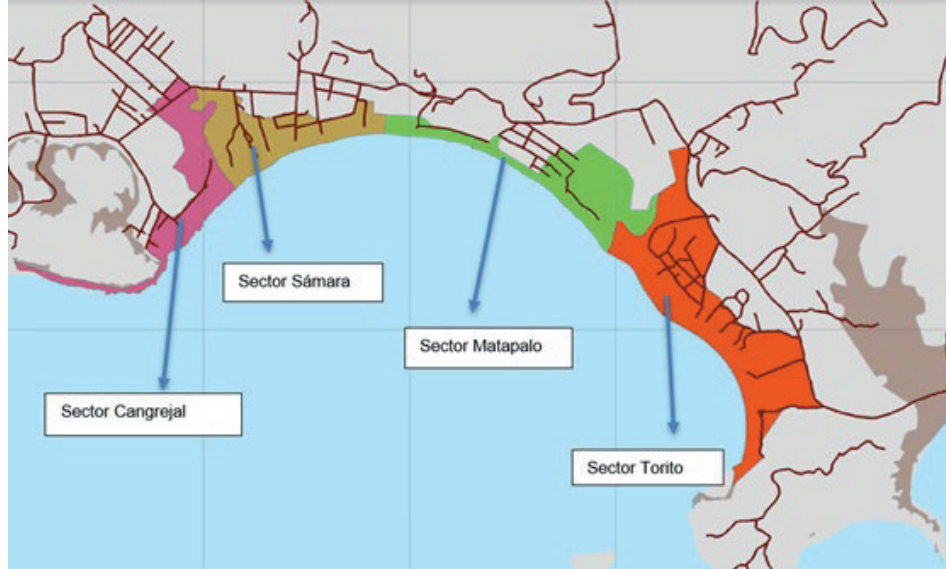 Sector Sámara
Sector Matapalo
Sector Cangrejal
Sector Torito